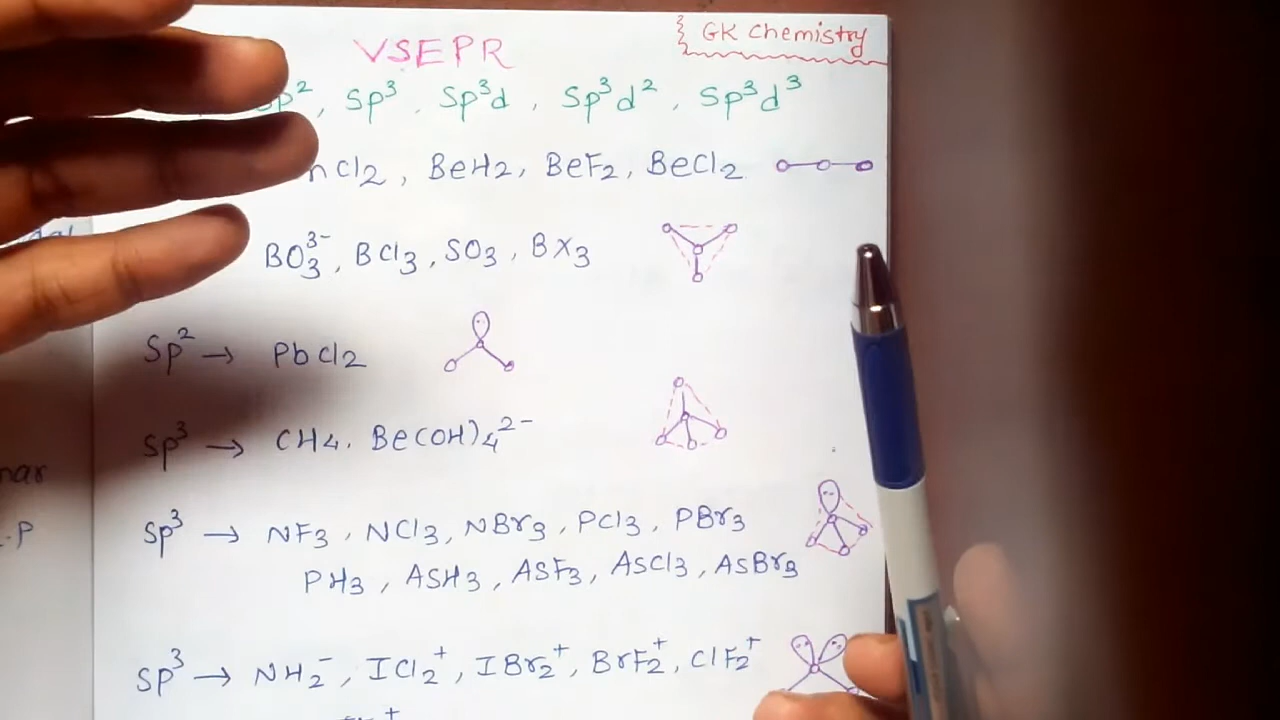 GK Chemistry
VSEPR
Sp², Sp³, Sp³d, Sp³d², Sp³d³
BeH2, BeF2, BeCl2
BO₃³⁻, BCl3, SO3, BX3
Sp² → PbCl2
Sp³ → CH4, Be(OH)₄²⁻
Sp³ → NF3, NCl3, NBr3, PCl3, PBr3
PH3, ASH3, ASF3, ASCl3, ASBr3
Sp³ → NH₂⁻, ICl₂⁺, IBr₂⁺, BrF₂⁺, ClF₂⁺